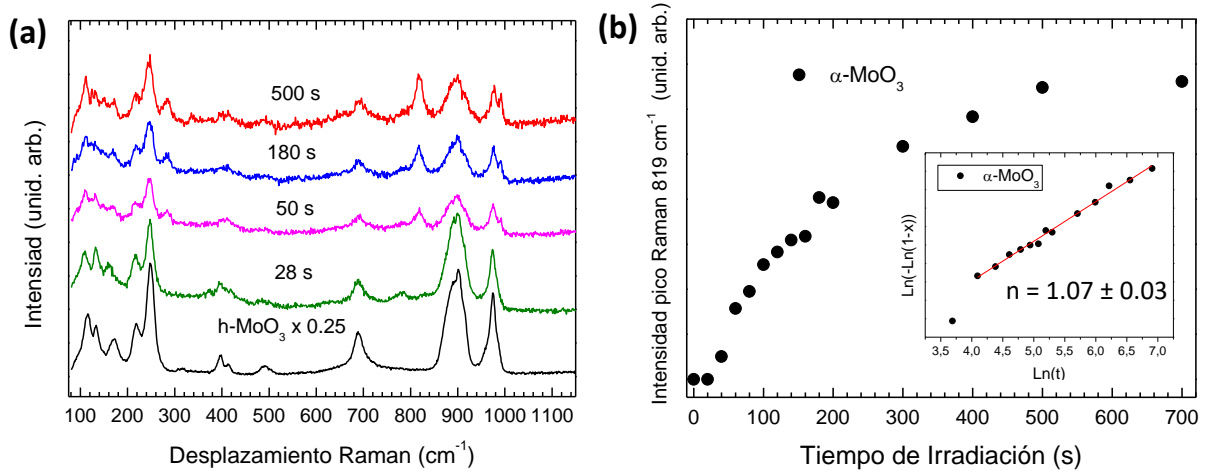 (a)
500 s
180 s
50 s
28 s
h-MoO₃ x 0.25
Intensiad (unid. arb.)
100 200 300 400 500 600 700 800 900 1000 1100
Desplazamiento Raman (cm⁻¹)
(b)
α-MoO₃
Intensidad pico Raman 819 cm⁻¹ (unid. arb.)
0 100 200 300 400 500 600 700
Tiempo de Irradiación (s)
α-MoO₃
n = 1.07 ± 0.03
Ln(-Ln(1-x))
3,5 4,0 4,5 5,0 5,5 6,0 6,5 7,0
Ln(t)